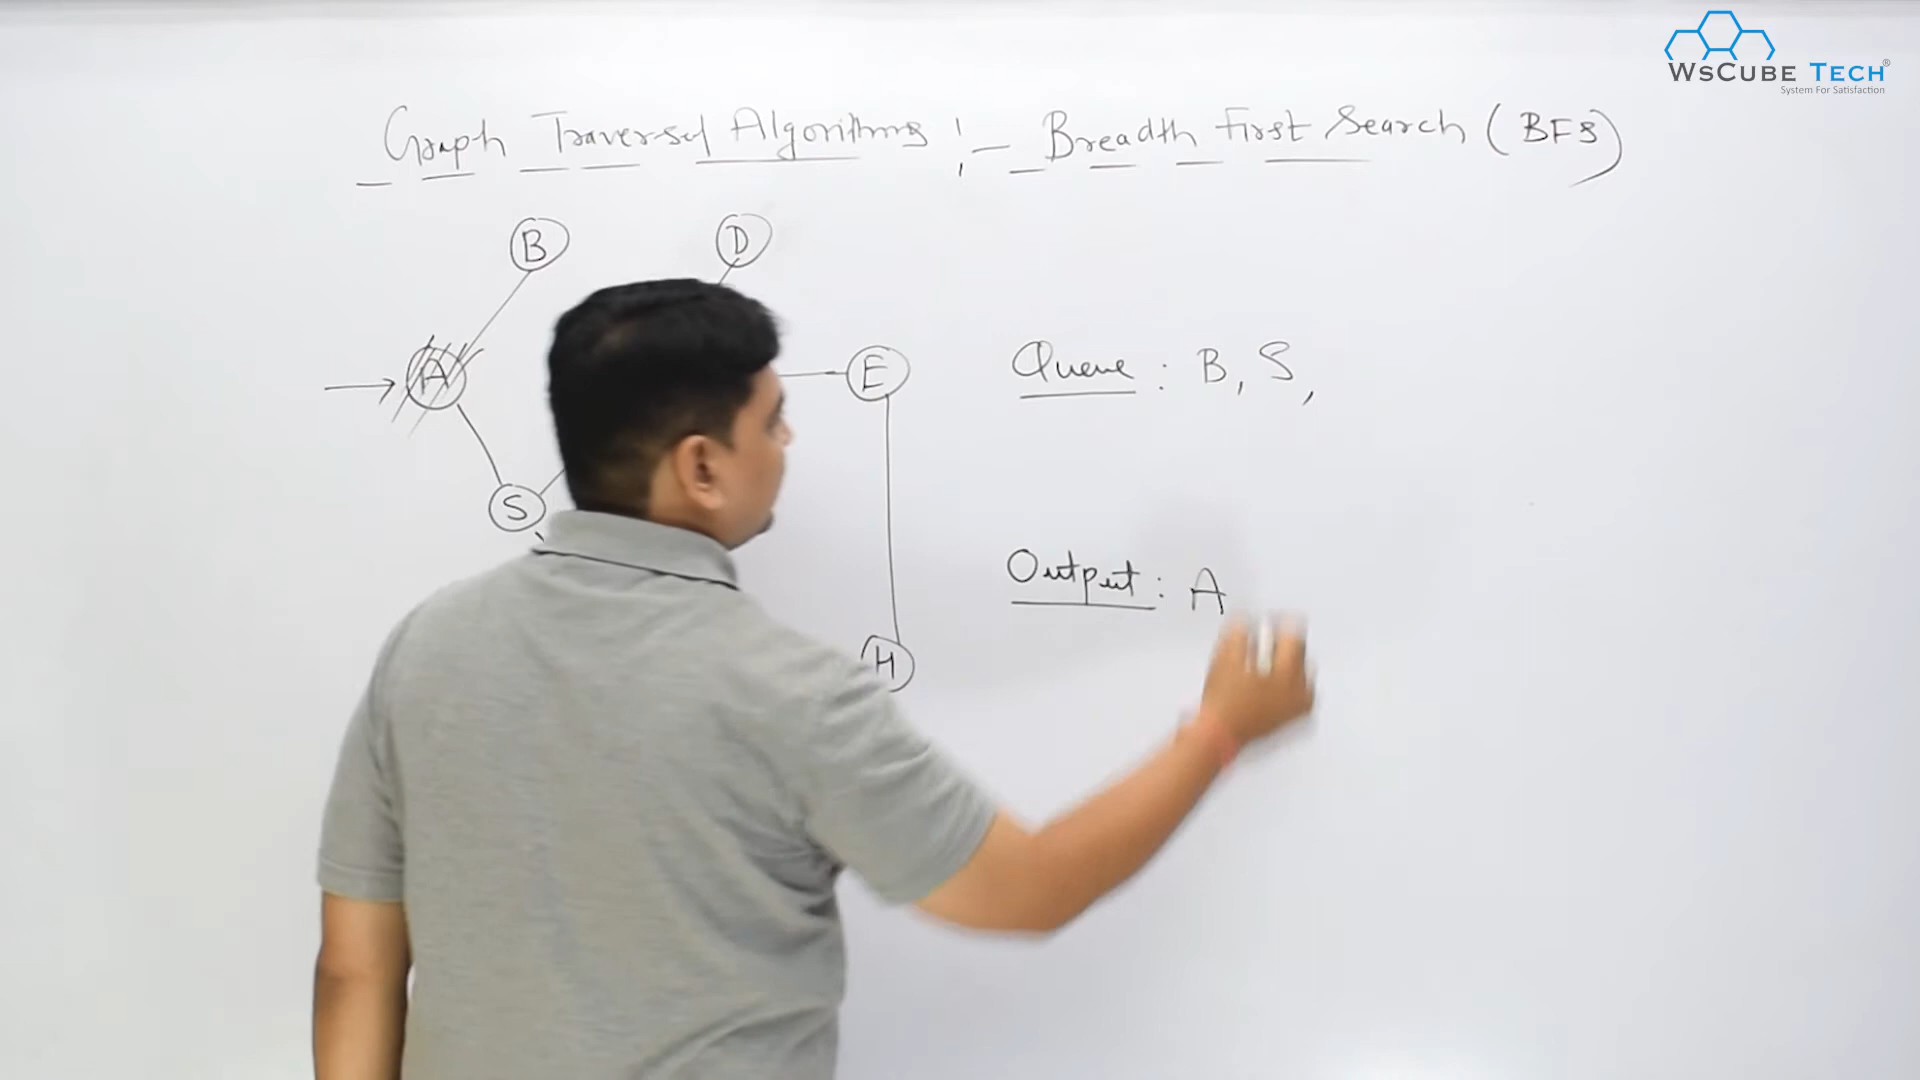 WsCube Tech®
System For Satisfaction
Graph Traversal Algorithms :- Breadth First Search (BFS)
B
D
A
E
Queue : B, S,
S
Output : A
H